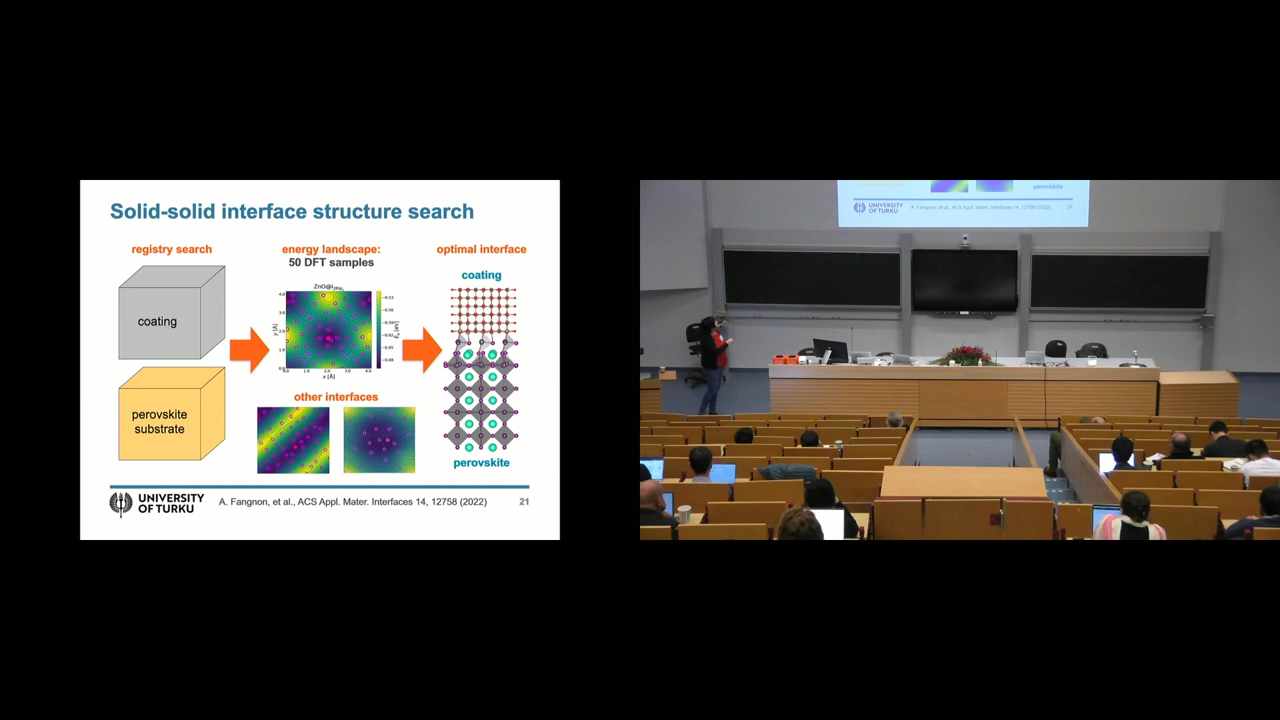 Solid-solid interface structure search
registry search
energy landscape:
50 DFT samples
optimal interface
coating
coating
perovskite
substrate
other interfaces
perovskite
UNIVERSITY
OF TURKU
A. Fangnon, et al., ACS Appl. Mater. Interfaces 14, 12758 (2022)
21
perovskite
UNIVERSITY
OF TURKU
A. Fangnon, et al., ACS Appl. Mater. Interfaces 14, 12758 (2022)
21